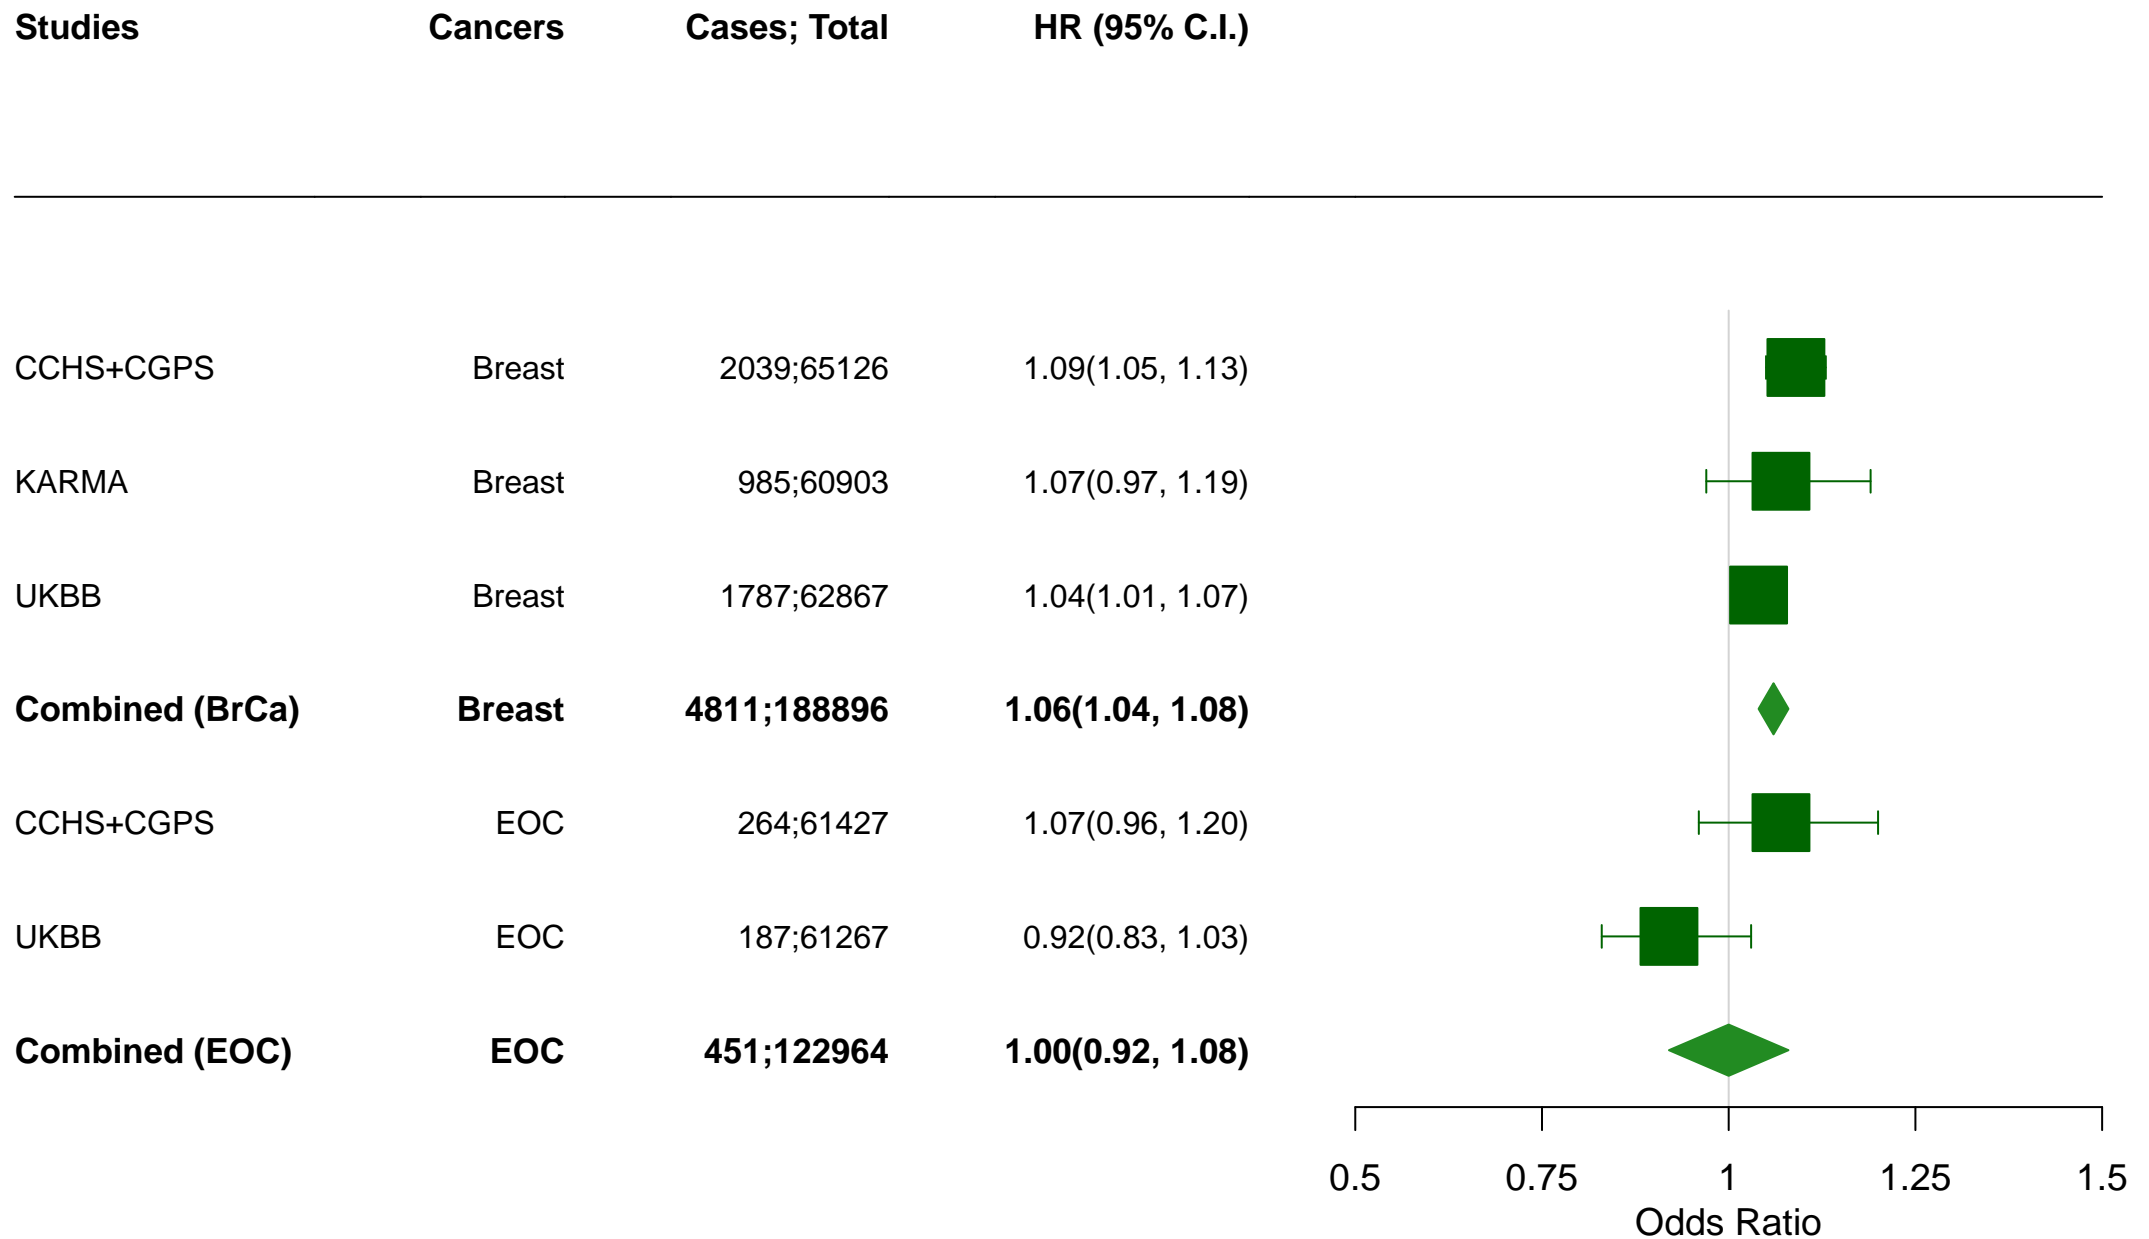 Studies Cancers Cases; Total HR (95% C.I.)
CCHS+CGPS Breast 2039;65126 1.09(1.05, 1.13)
KARMA Breast 985;60903 1.07(0.97, 1.19)
UKBB Breast 1787;62867 1.04(1.01, 1.07)
Combined (BrCa) Breast 4811;188896 1.06(1.04, 1.08)
CCHS+CGPS EOC 264;61427 1.07(0.96, 1.20)
UKBB EOC 187;61267 0.92(0.83, 1.03)
Combined (EOC) EOC 451;122964 1.00(0.92, 1.08)
0.5 0.75 1 1.25 1.5
Odds Ratio